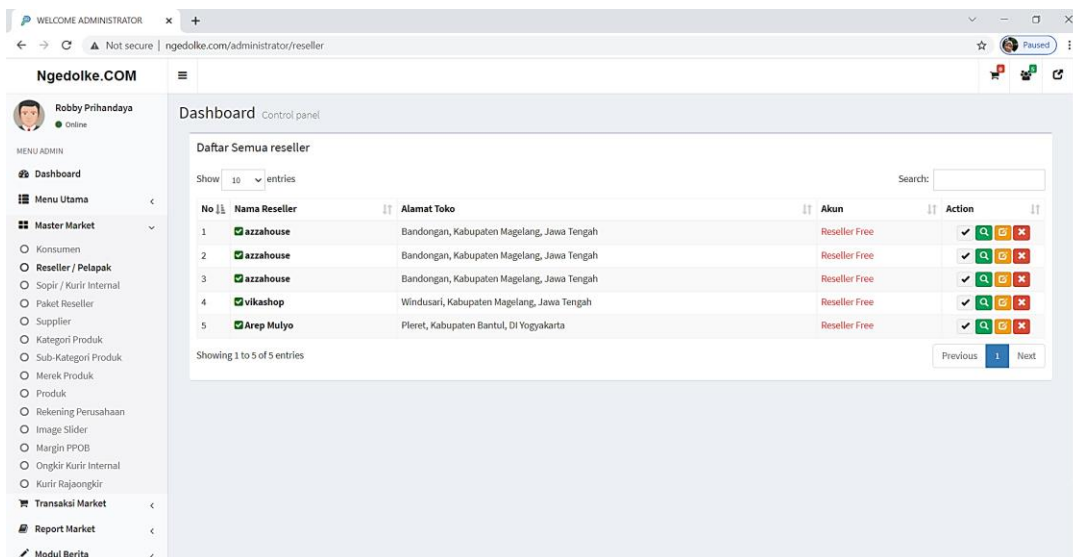 WELCOME ADMINISTRATOR
Not secure | ngedolke.com/administrator/reseller
Paused
Ngedolke.COM
Robby Prihandaya
Online
MENU ADMIN
Dashboard
Menu Utama
Master Market
Konsumen
Reseller / Pelapak
Sopir / Kurir Internal
Paket Reseller
Supplier
Kategori Produk
Sub-Kategori Produk
Merek Produk
Produk
Rekening Perusahaan
Image Slider
Margin PPOB
Ongkir Kurir Internal
Kurir Rajaongkir
Transaksi Market
Report Market
Modul Berita
Dashboard Control panel
Daftar Semua reseller
Show 10 entries Search:
No Nama Reseller Alamat Toko Akun Action
1 azzahouse Bandongan, Kabupaten Magelang, Jawa Tengah Reseller Free
2 azzahouse Bandongan, Kabupaten Magelang, Jawa Tengah Reseller Free
3 azzahouse Bandongan, Kabupaten Magelang, Jawa Tengah Reseller Free
4 vikashop Windusari, Kabupaten Magelang, Jawa Tengah Reseller Free
5 Arep Mulyo Pleret, Kabupaten Bantul, DI Yogyakarta Reseller Free
Showing 1 to 5 of 5 entries Previous 1 Next